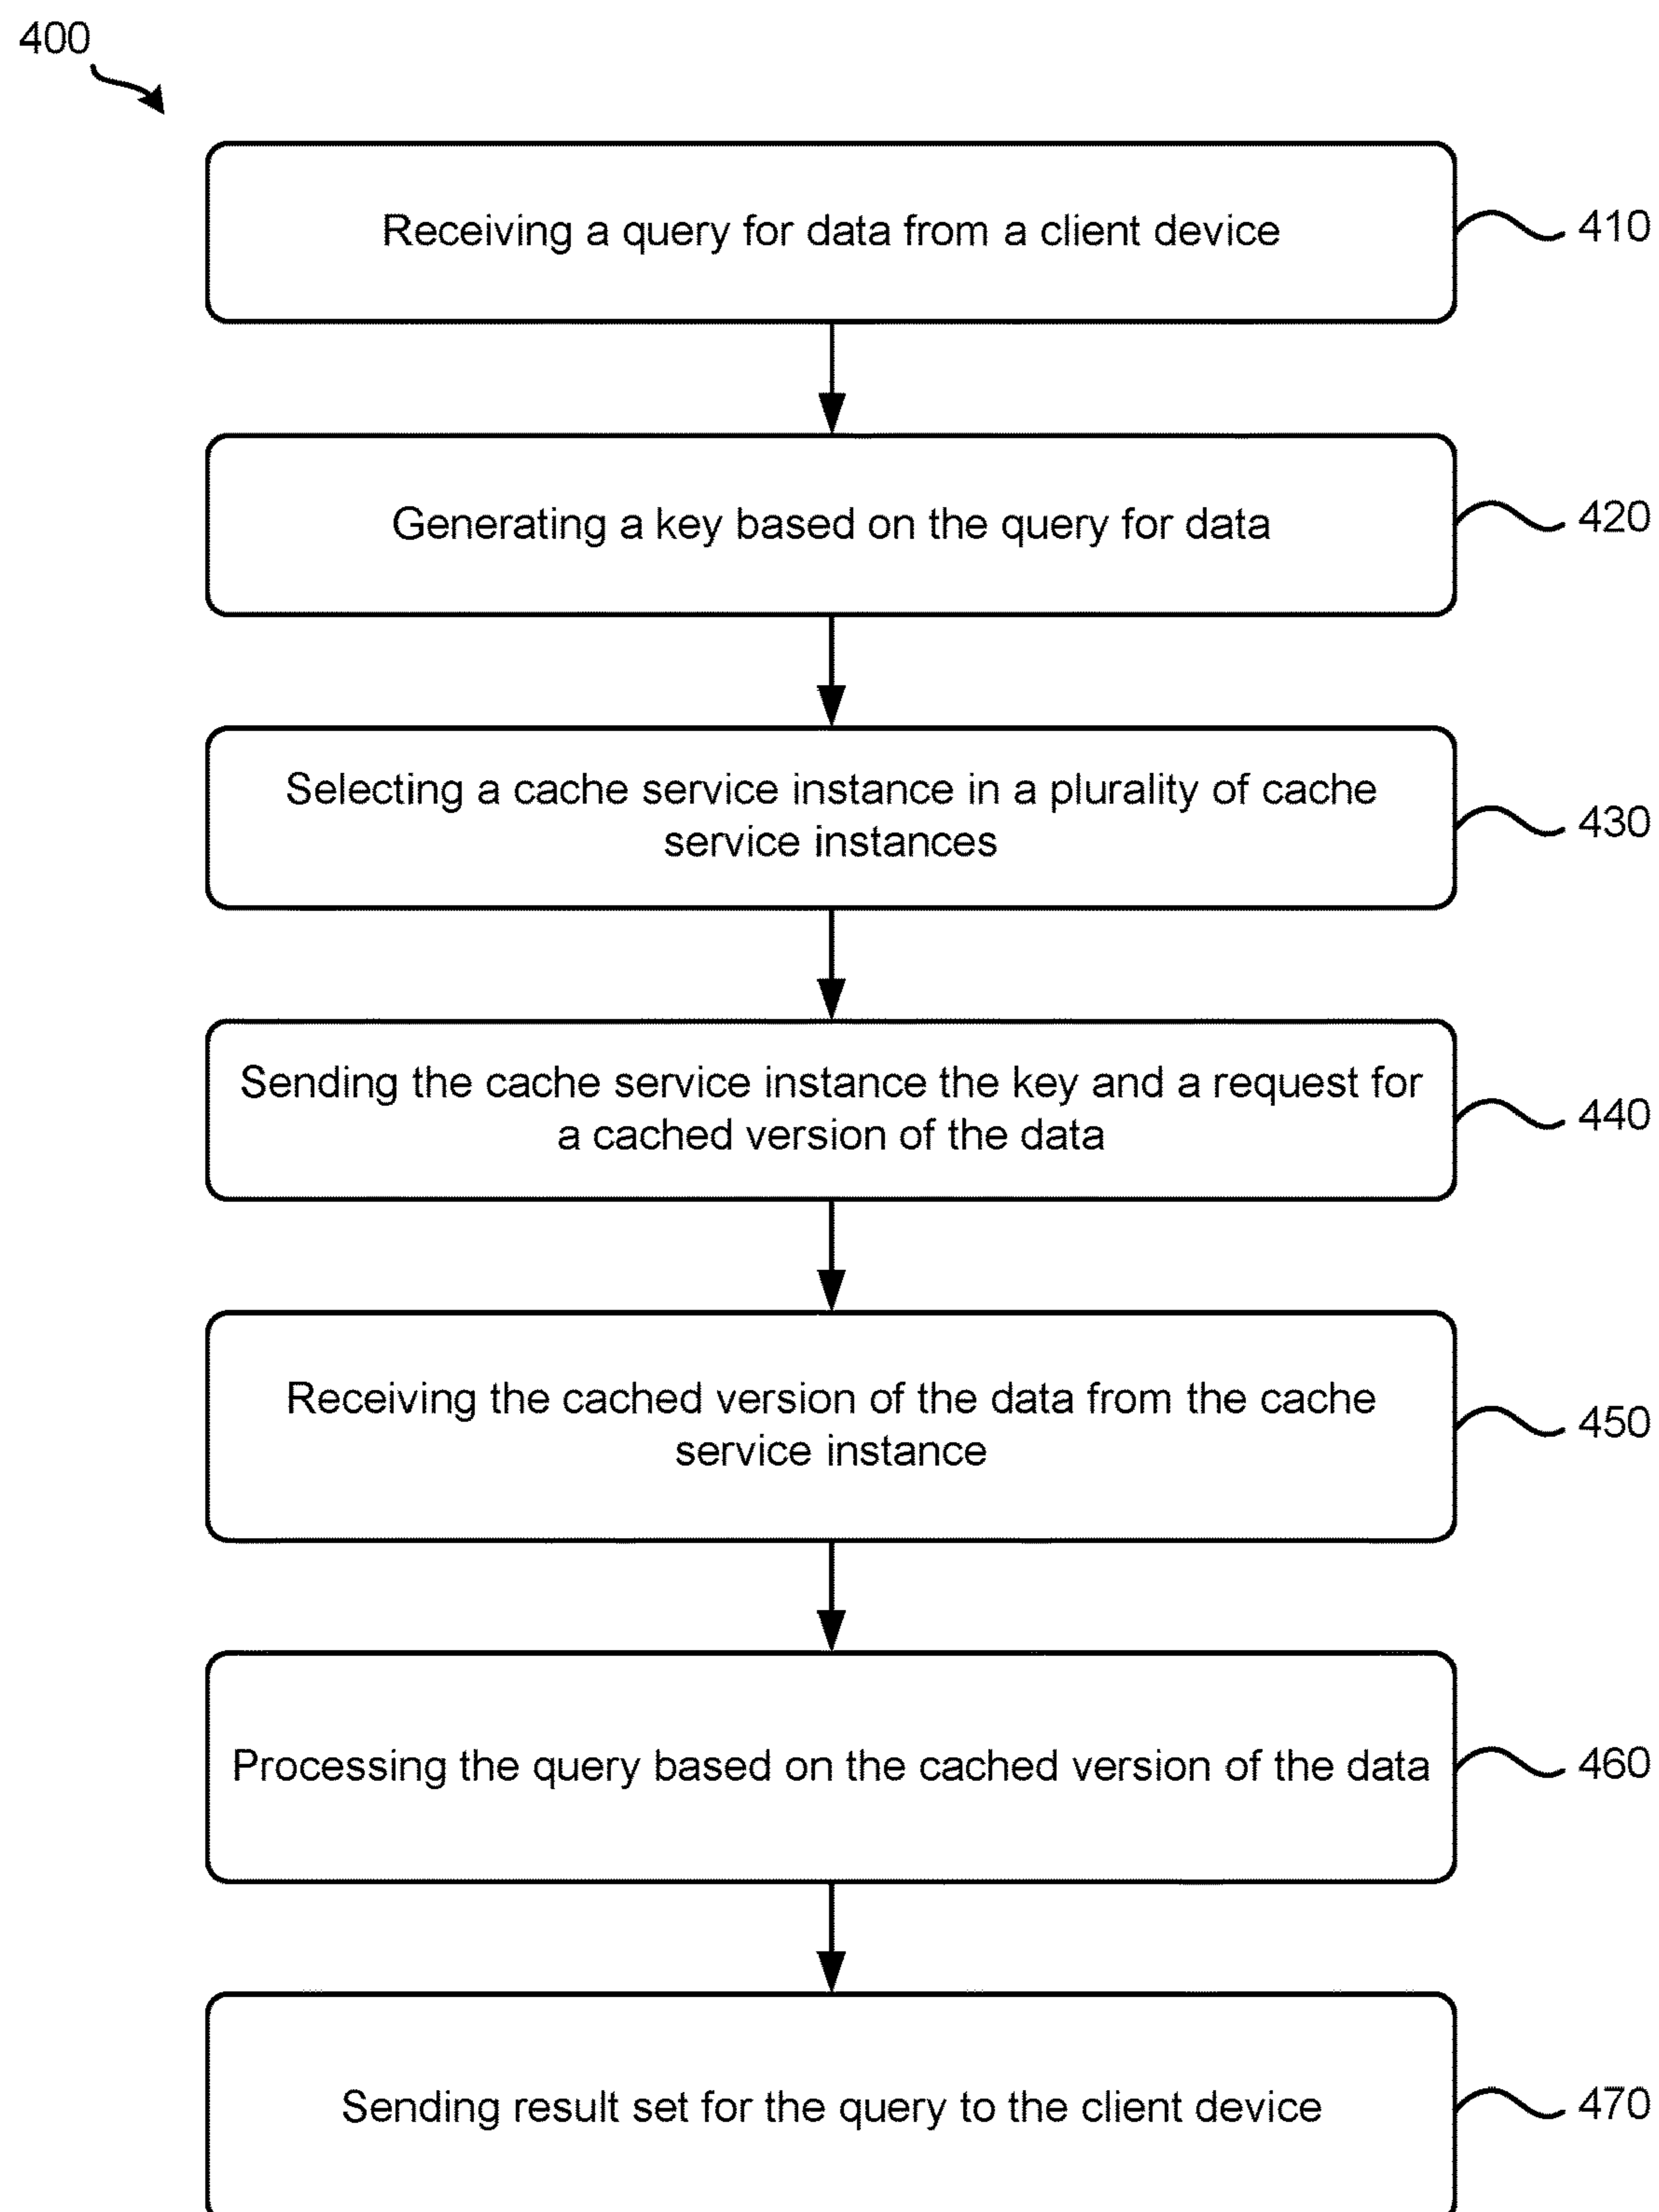 400
Receiving a query for data from a client device
410
Generating a key based on the query for data
420
Selecting a cache service instance in a plurality of cache
service instances
430
Sending the cache service instance the key and a request for
a cached version of the data
440
Receiving the cached version of the data from the cache
service instance
450
Processing the query based on the cached version of the data
460
Sending result set for the query to the client device
470